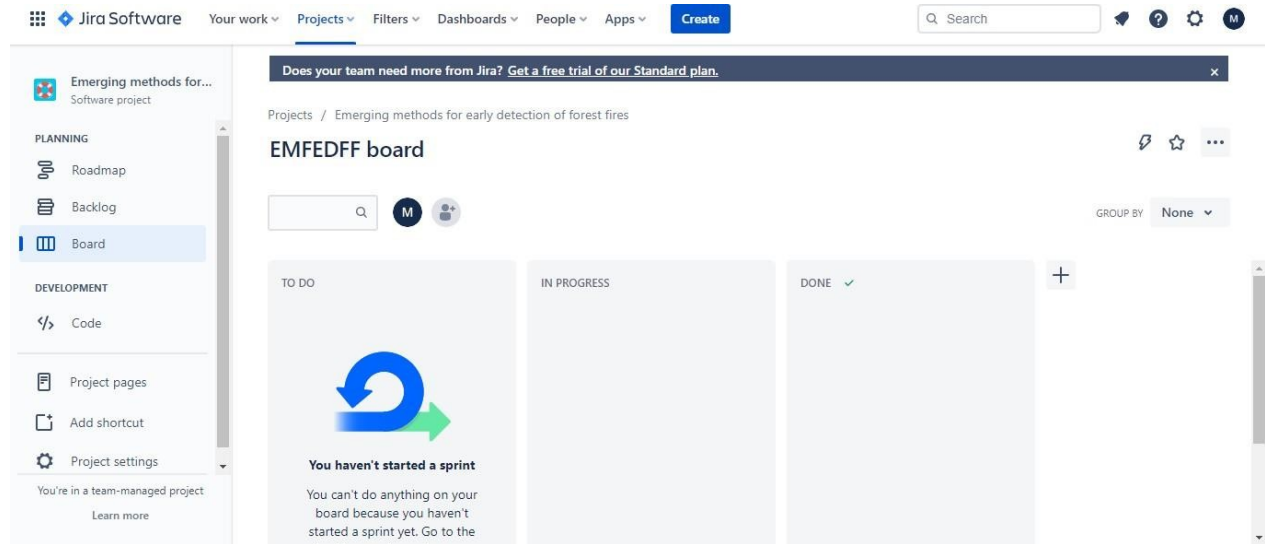 Jira Software Your work Projects Filters Dashboards People Apps Create Search M
Emerging methods for...
Software project
PLANNING
Roadmap
Backlog
Board
DEVELOPMENT
Code
Project pages
Add shortcut
Project settings
You're in a team-managed project
Learn more
Does your team need more from Jira? Get a free trial of our Standard plan.
Projects / Emerging methods for early detection of forest fires
EMFEDFF board
M
GROUP BY None
TO DO
IN PROGRESS
DONE
You haven't started a sprint
You can't do anything on your
board because you haven't
started a sprint yet. Go to the